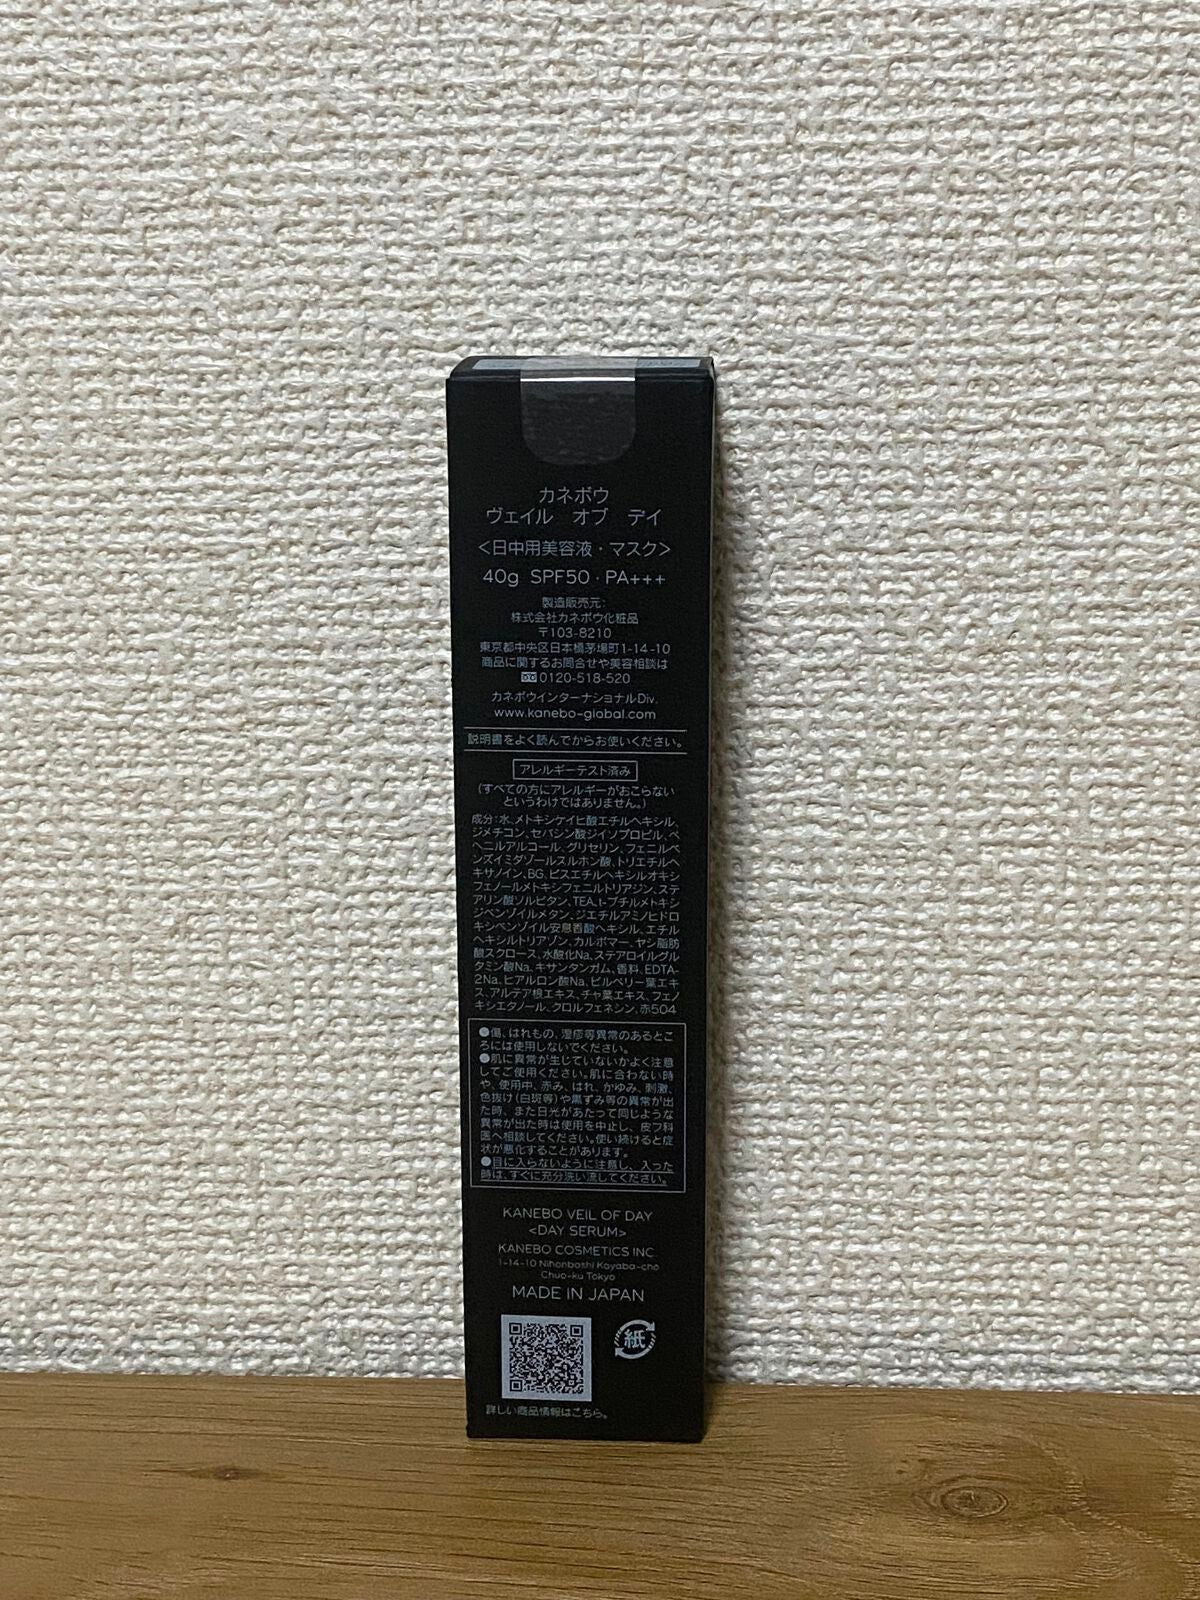 カネボウ
ヴェイル オブ デイ
<日中用美容液・マスク>
40g SPF50・PA+++
製造販売元:
株式会社カネボウ化粧品
〒103-8210
東京都中央区日本橋茅場町1-14-10
商品に関するお問合せや美容相談は
0120-518-520
カネボウインターナショナルDiv.
www.kanebo-global.com
説明書をよく読んでからお使いください。
アレルギーテスト済み
(すべての方にアレルギーがおこらない
というわけではありません。)
成分:水、メトキシケイヒ酸エチルヘキシル、
ジメチコン、セバシン酸ジイソプロピル、ベ
ヘニルアルコール、グリセリン、フェニルベ
ンズイミダゾールスルホン酸、トリエチルヘ
キサノイン、BG、ビスエチルヘキシルオキシ
フェノールメトキシフェニルトリアジン、ステ
アリン酸ソルビタン、TEA、t-ブチルメトキシ
ジベンゾイルメタン、ジエチルアミノヒドロ
キシベンゾイル安息香酸ヘキシル、エチル
ヘキシルトリアゾン、カルボマー、ヤシ脂肪
酸スクロース、水酸化Na、ステアロイルグル
タミン酸Na、キサンタンガム、香料、EDTA-
2Na、ヒアルロン酸Na、ビルベリー葉エキ
ス、アルテア根エキス、チャ葉エキス、フェノ
キシエタノール、クロルフェネシン、赤504
●傷、はれもの、湿疹等異常のあるとこ
ろには使用しないでください。
●肌に異常が生じていないかよく注意
してご使用ください。肌に合わない時
や、使用中、赤み、はれ、かゆみ、刺激、
色抜け(白斑等)や黒ずみ等の異常が出
た時、また日光があたって同じような
異常が出た時は使用を中止し、皮フ科
医へ相談してください。使い続けると症
状が悪化することがあります。
●目に入らないように注意し、入った
時は、すぐに充分洗い流してください。
KANEBO VEIL OF DAY
<DAY SERUM>
KANEBO COSMETICS INC.
1-14-10 Nihonbashi Kayaba-cho
Chuo-ku Tokyo
MADE IN JAPAN
紙
詳しい商品情報はこちら。